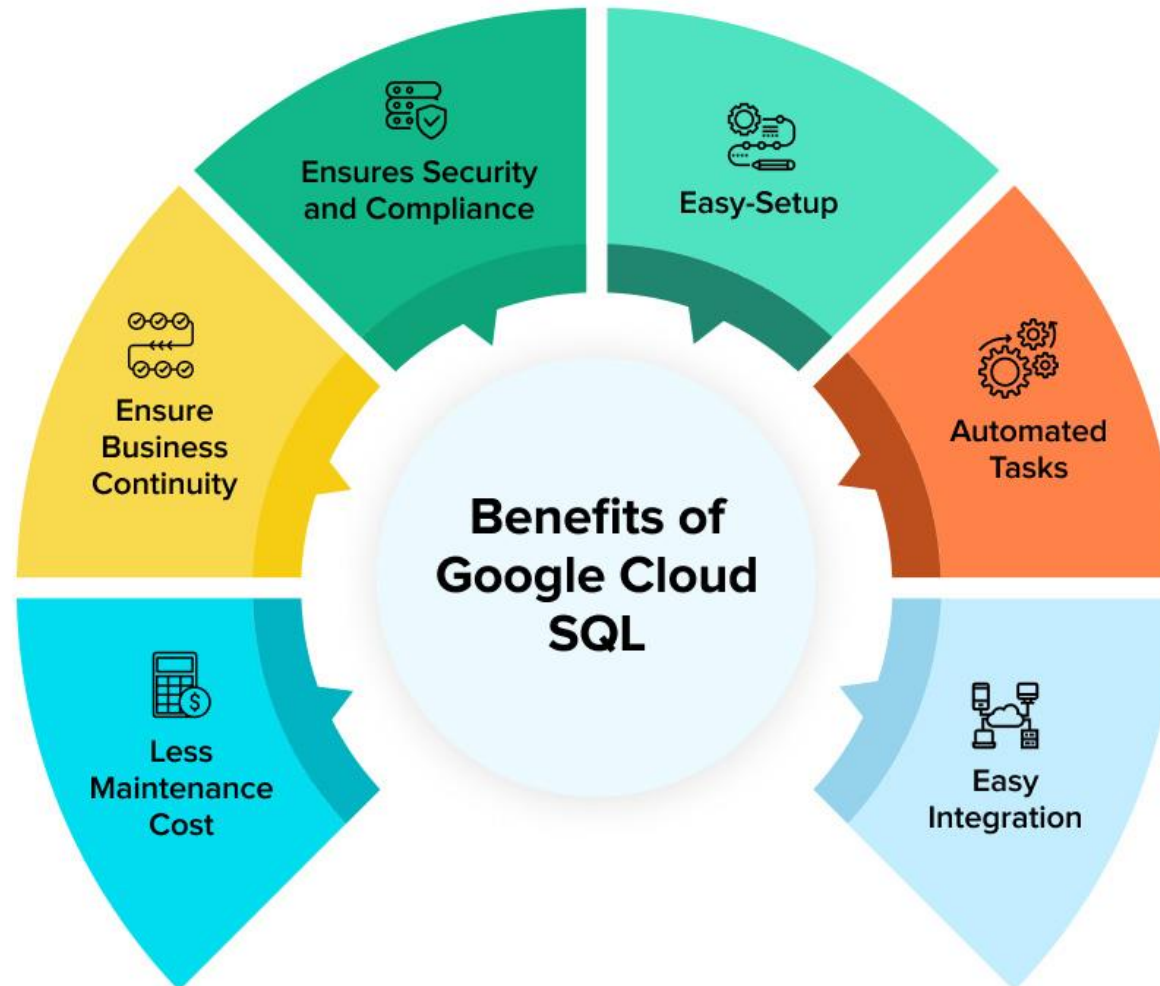 Ensures Security
and Compliance
Easy-Setup
Ensure
Business
Continuity
Automated
Tasks
Benefits of
Google Cloud
SQL
Less
Maintenance
Cost
$
Easy
Integration